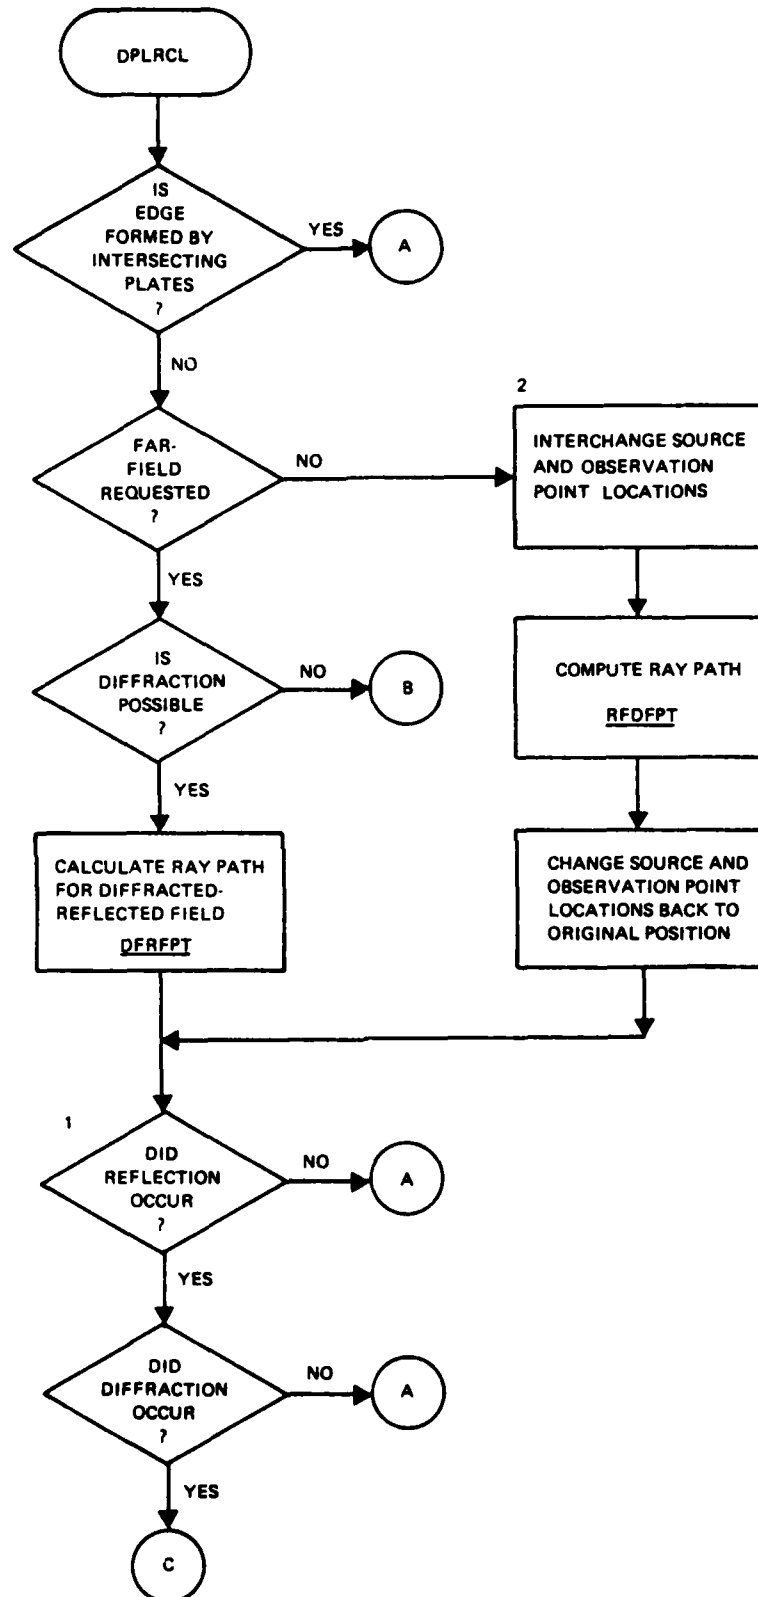 DPLRCL
IS
EDGE
FORMED BY
INTERSECTING
PLATES
?
YES
A
NO
FAR-
FIELD
REQUESTED
?
NO
2
INTERCHANGE SOURCE
AND OBSERVATION
POINT LOCATIONS
YES
IS
DIFFRACTION
POSSIBLE
?
NO
B
COMPUTE RAY PATH
RFDFPT
YES
CALCULATE RAY PATH
FOR DIFFRACTED-
REFLECTED FIELD
DFRFPT
CHANGE SOURCE AND
OBSERVATION POINT
LOCATIONS BACK TO
ORIGINAL POSITION
1
DID
REFLECTION
OCCUR
?
NO
A
YES
DID
DIFFRACTION
OCCUR
?
NO
A
YES
C